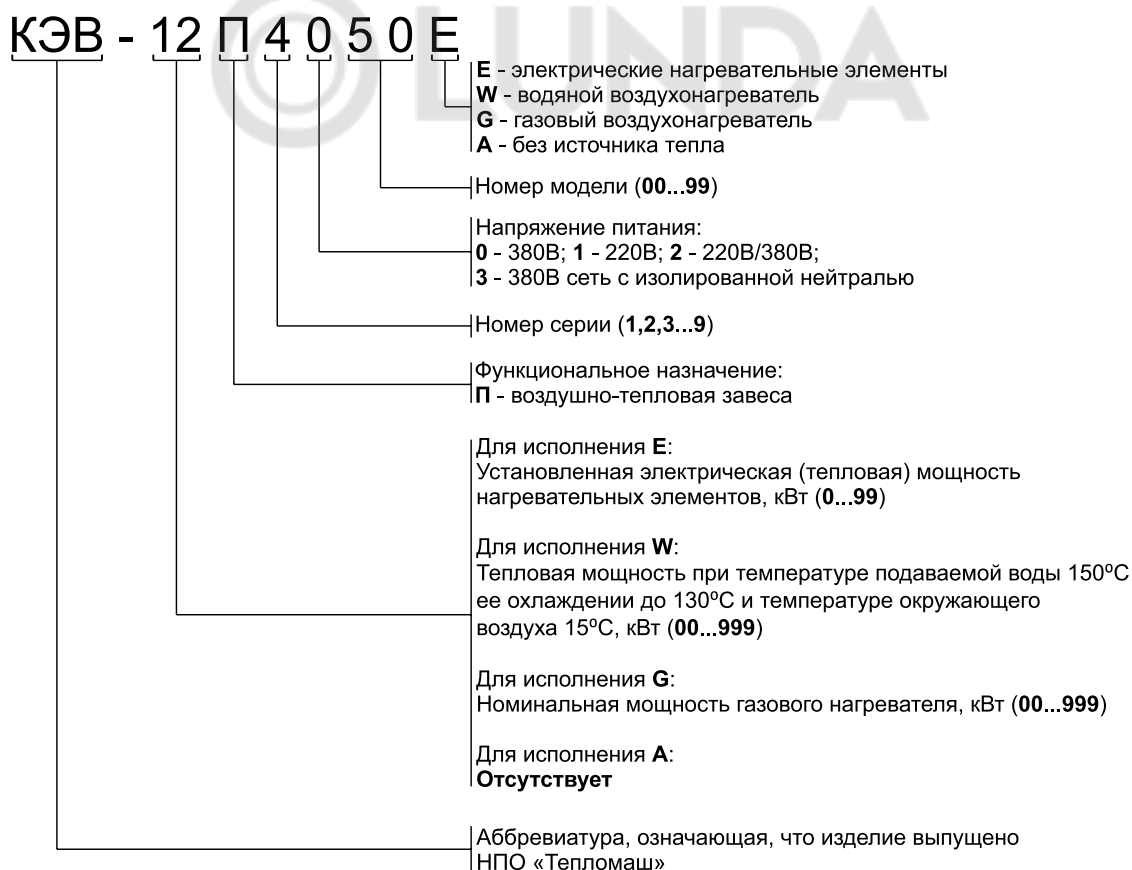 LUNDA
КЭВ - 12 П 4 0 5 0 Е
Е - электрические нагревательные элементы
W - водяной воздухонагреватель
G - газовый воздухонагреватель
А - без источника тепла
Номер модели (00...99)
Напряжение питания:
0 - 380В; 1 - 220В; 2 - 220В/380В;
3 - 380В сеть с изолированной нейтралью
Номер серии (1,2,3...9)
Функциональное назначение:
П - воздушно-тепловая завеса
Для исполнения Е:
Установленная электрическая (тепловая) мощность
нагревательных элементов, кВт (0...99)
Для исполнения W:
Тепловая мощность при температуре подаваемой воды 150ºС
ее охлаждении до 130ºС и температуре окружающего
воздуха 15ºС, кВт (00...999)
Для исполнения G:
Номинальная мощность газового нагревателя, кВт (00...999)
Для исполнения А:
Отсутствует
Аббревиатура, означающая, что изделие выпущено
НПО «Тепломаш»